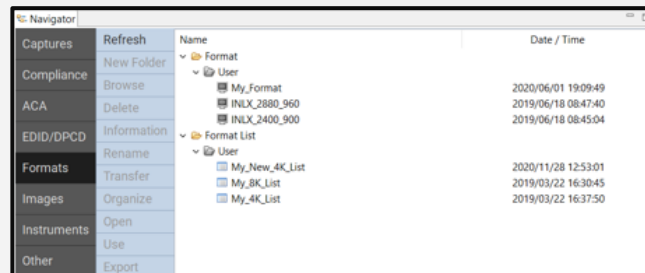 Navigator
Captures
Compliance
ACA
EDID/DPCD
Formats
Images
Instruments
Other
Refresh
New Folder
Browse
Delete
Information
Rename
Transfer
Organize
Open
Use
Export
Name Date / Time
Format
User
My_Format 2020/06/01 19:09:49
INLX_2880_960 2019/06/18 08:47:40
INLX_2400_900 2019/06/18 08:45:04
Format List
User
My_New_4K_List 2020/11/28 12:53:01
My_8K_List 2019/03/22 16:30:45
My_4K_List 2019/03/22 16:37:50